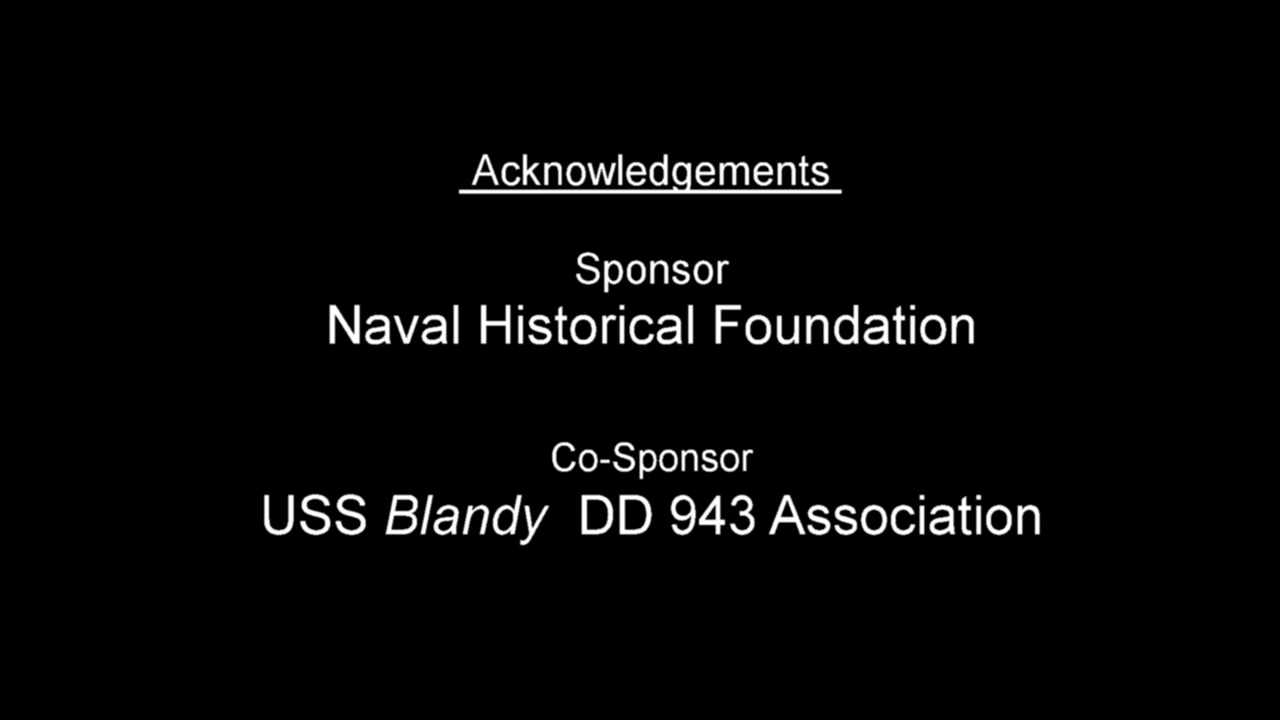 Acknowledgements
Sponsor
Naval Historical Foundation
Co-Sponsor
USS Blandy DD 943 Association